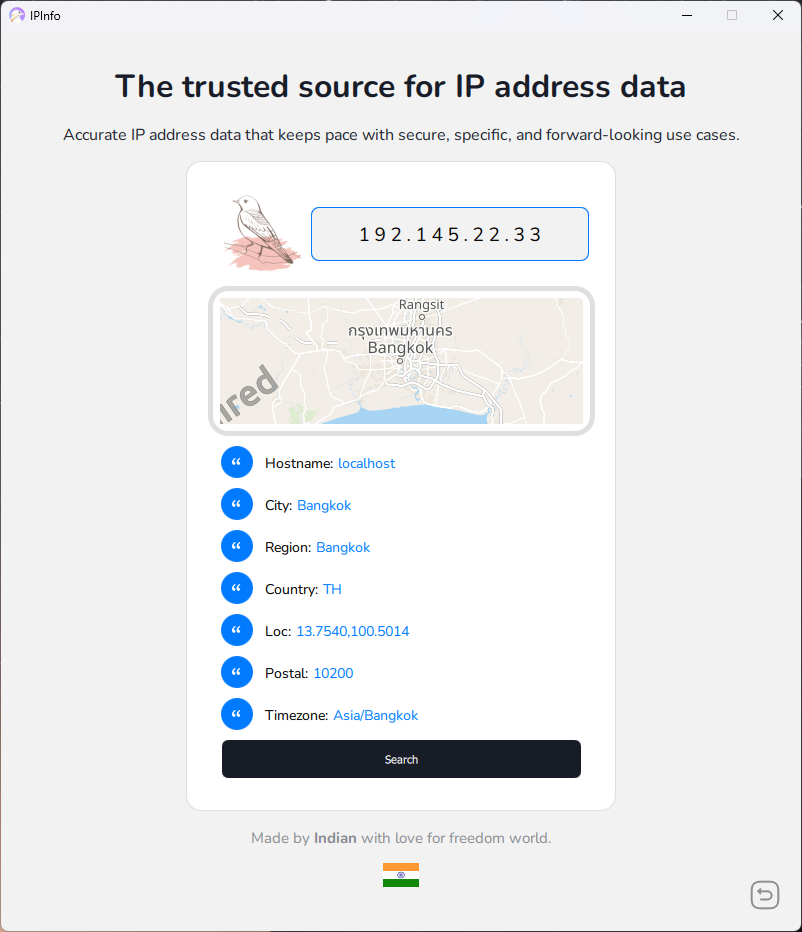 IPInfo
The trusted source for IP address data
Accurate IP address data that keeps pace with secure, specific, and forward-looking use cases.
192.145.22.33
Rangsit
กรุงเทพมหานคร
Bangkok
ired
“ Hostname: localhost
“ City: Bangkok
“ Region: Bangkok
“ Country: TH
“ Loc: 13.7540,100.5014
“ Postal: 10200
“ Timezone: Asia/Bangkok
Search
Made by Indian with love for freedom world.